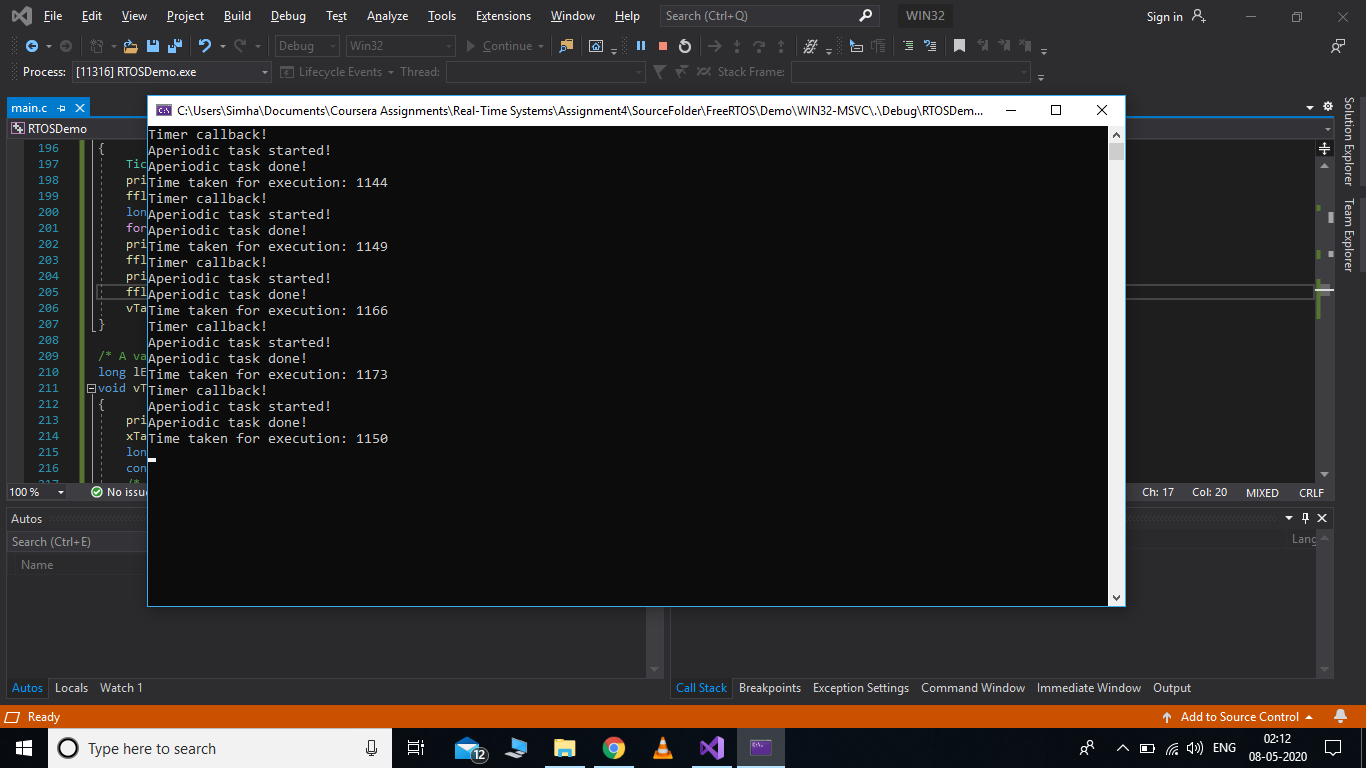 File Edit View Project Build Debug Test Analyze Tools Extensions Window Help Search (Ctrl+Q) WIN32 Sign in
Debug Win32 Continue
Process: [11316] RTOSDemo.exe Lifecycle Events Thread: Stack Frame:
main.c
RTOSDemo
C:\Users\Simha\Documents\Coursera Assignments\Real-Time Systems\Assignment4\SourceFolder\FreeRTOS\Demo\WIN32-MSVC\.\Debug\RTOSDem...
Timer callback!
Aperiodic task started!
Aperiodic task done!
Time taken for execution: 1144
Timer callback!
Aperiodic task started!
Aperiodic task done!
Time taken for execution: 1149
Timer callback!
Aperiodic task started!
Aperiodic task done!
Time taken for execution: 1166
Timer callback!
Aperiodic task started!
Aperiodic task done!
Time taken for execution: 1173
Timer callback!
Aperiodic task started!
Aperiodic task done!
Time taken for execution: 1150
196 {
197 Tic
198 pri
199 ffl
200 lon
201 for
202 pri
203 ffl
204 pri
205 ffl
206 vTa
207 }
208
209 /* A va
210 long lE
211 void vT
212 {
213 pri
214 xTa
215 lon
216 con
217 /*
Solution Explorer
Team Explorer
100 % No issu Ch: 17 Col: 20 MIXED CRLF
Autos
Search (Ctrl+E)
Name
Lang
Autos Locals Watch 1
Call Stack Breakpoints Exception Settings Command Window Immediate Window Output
Ready Add to Source Control
Type here to search
12
ENG
02:12
08-05-2020